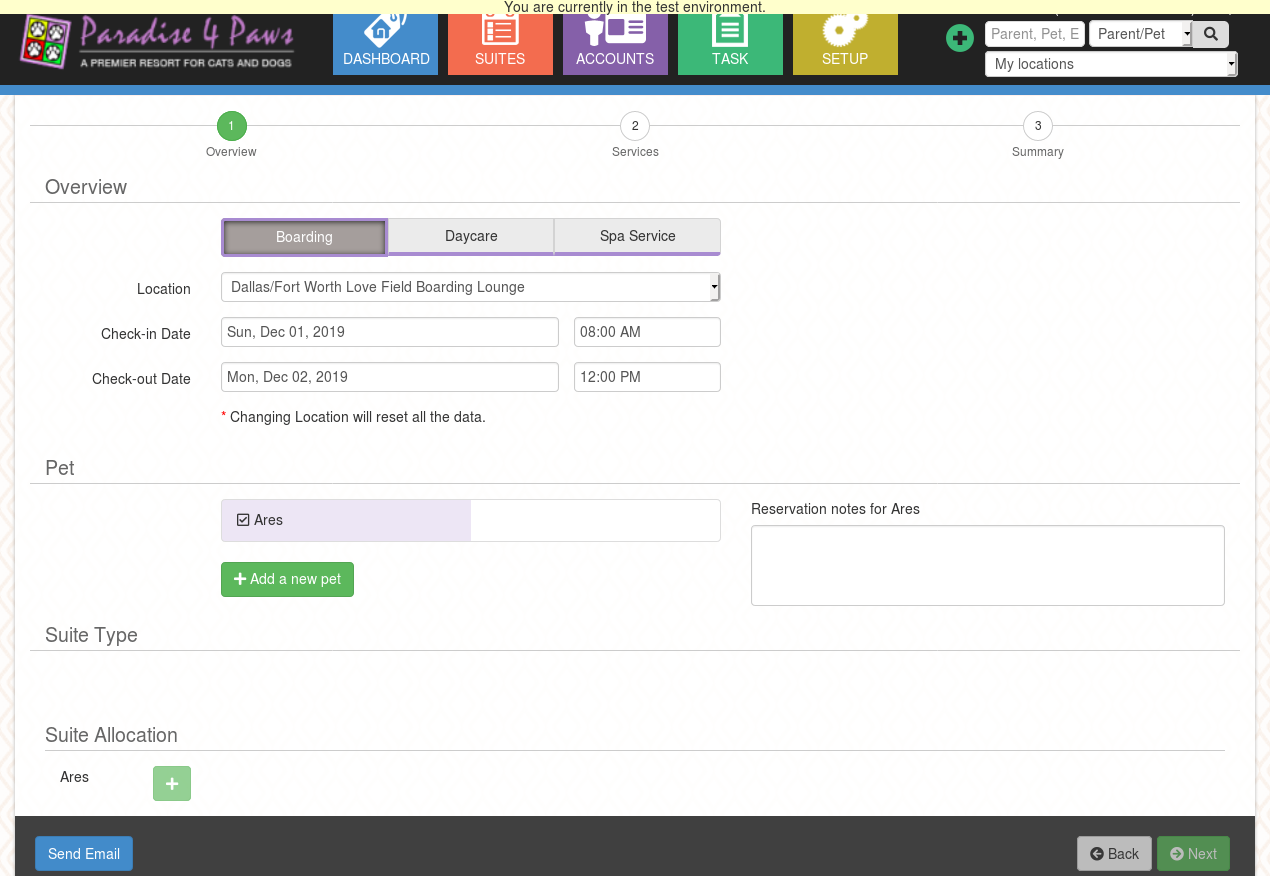 You are currently in the test environment.
Paradise 4 Paws
A PREMIER RESORT FOR CATS AND DOGS
DASHBOARD
SUITES
ACCOUNTS
TASK
SETUP
Parent, Pet, E
Parent/Pet
My locations
1
2
3
Overview
Services
Summary
Overview
Boarding
Daycare
Spa Service
Location
Dallas/Fort Worth Love Field Boarding Lounge
Check-in Date
Sun, Dec 01, 2019
08:00 AM
Check-out Date
Mon, Dec 02, 2019
12:00 PM
* Changing Location will reset all the data.
Pet
Ares
Reservation notes for Ares
Add a new pet
Suite Type
Suite Allocation
Ares
Send Email
Back
Next